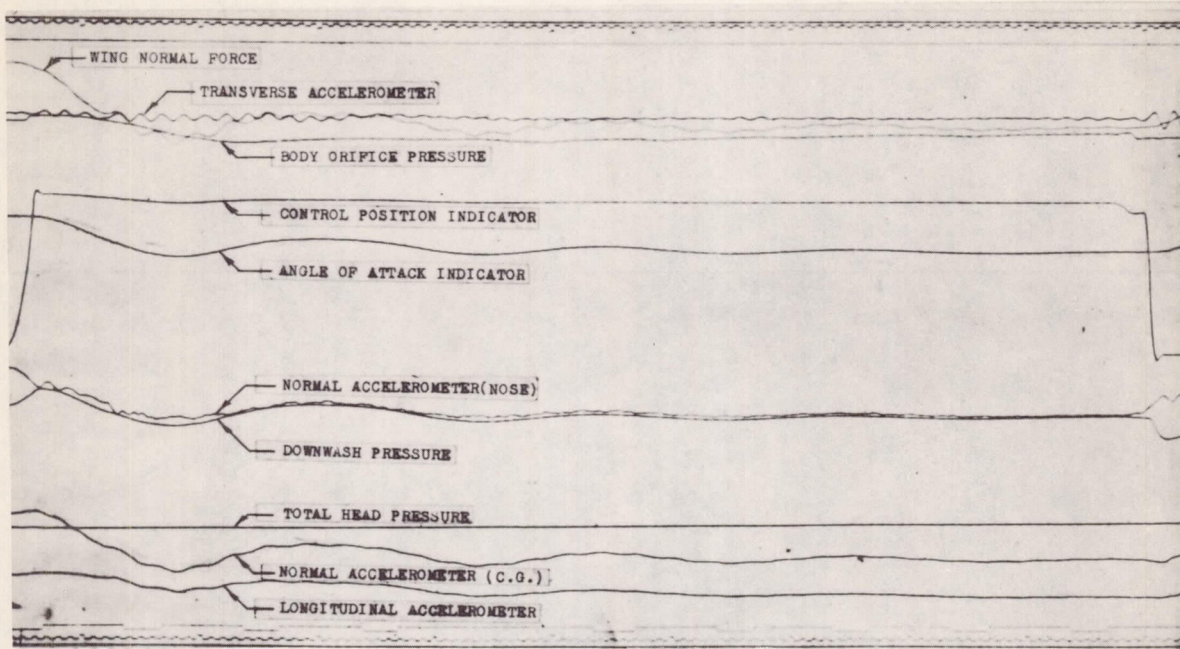 WING NORMAL FORCE
TRANSVERSE ACCELEROMETER
BODY ORIFICE PRESSURE
CONTROL POSITION INDICATOR
ANGLE OF ATTACK INDICATOR
NORMAL ACCELEROMETER(NOSE)
DOWNWASH PRESSURE
TOTAL HEAD PRESSURE
NORMAL ACCELEROMETER (C.G.)
LONGITUDINAL ACCELEROMETER